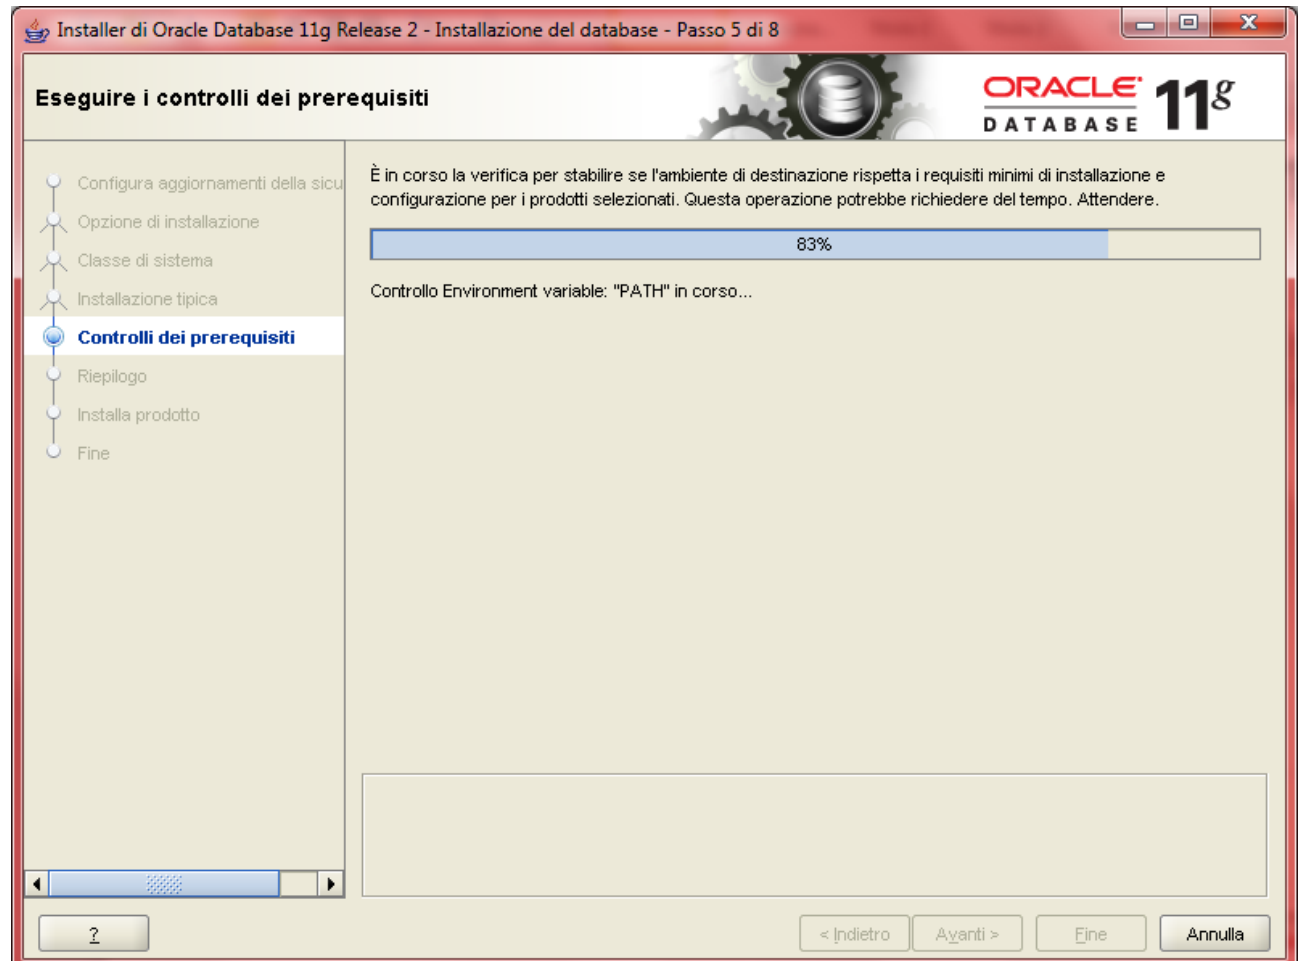 Installer di Oracle Database 11g Release 2 - Installazione del database - Passo 5 di 8
Eseguire i controlli dei prerequisiti
ORACLE
DATABASE
11g
Configura aggiornamenti della sicu
Opzione di installazione
Classe di sistema
Installazione tipica
Controlli dei prerequisiti
Riepilogo
Installa prodotto
Fine
È in corso la verifica per stabilire se l'ambiente di destinazione rispetta i requisiti minimi di installazione e
configurazione per i prodotti selezionati. Questa operazione potrebbe richiedere del tempo. Attendere.
83%
Controllo Environment variable: "PATH" in corso...
?
< Indietro
Avanti >
Fine
Annulla